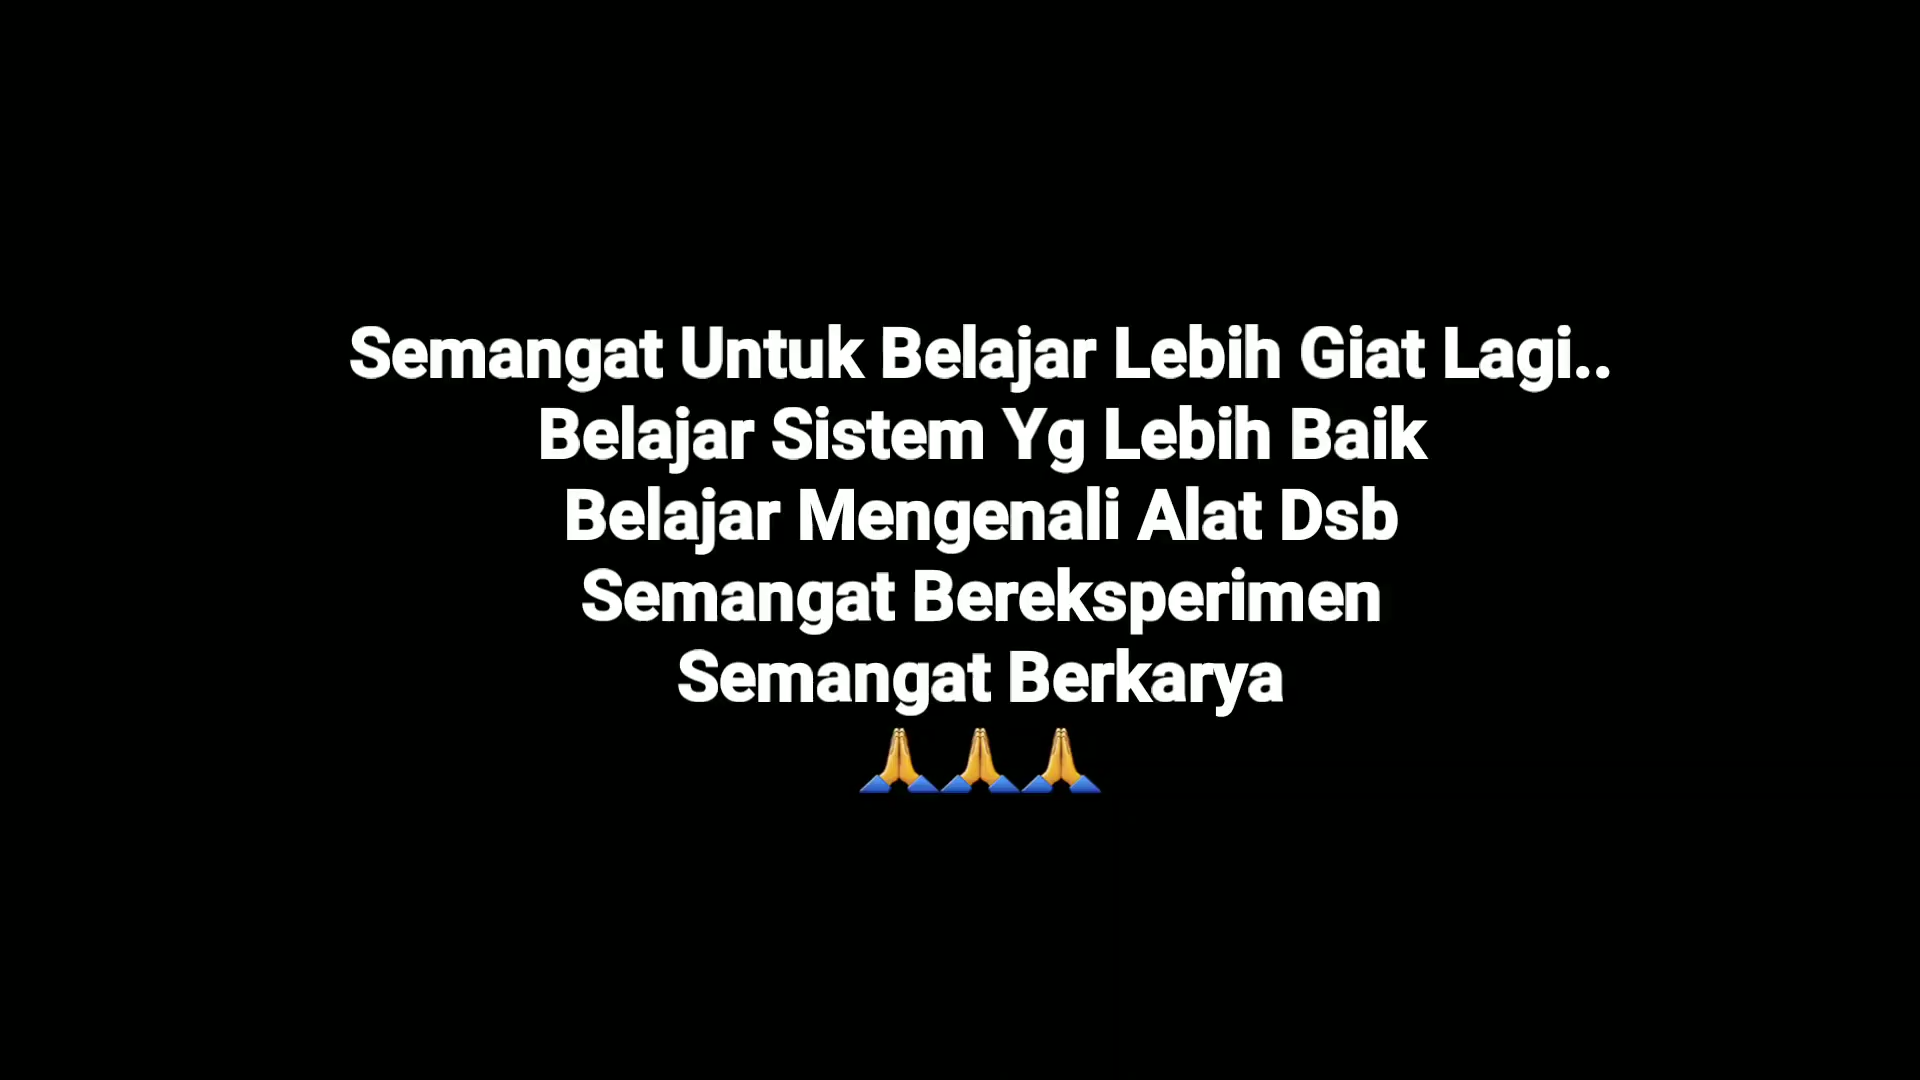 Semangat Untuk Belajar Lebih Giat Lagi..
Belajar Sistem Yg Lebih Baik
Belajar Mengenali Alat Dsb
Semangat Bereksperimen
Semangat Berkarya
🙏🙏🙏